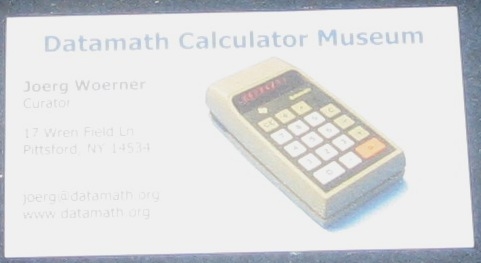 Datamath Calculator Museum
Joerg Woerner
Curator
17 Wren Field Ln
Pittsford, NY 14534
joerg@datamath.org
www.datamath.org